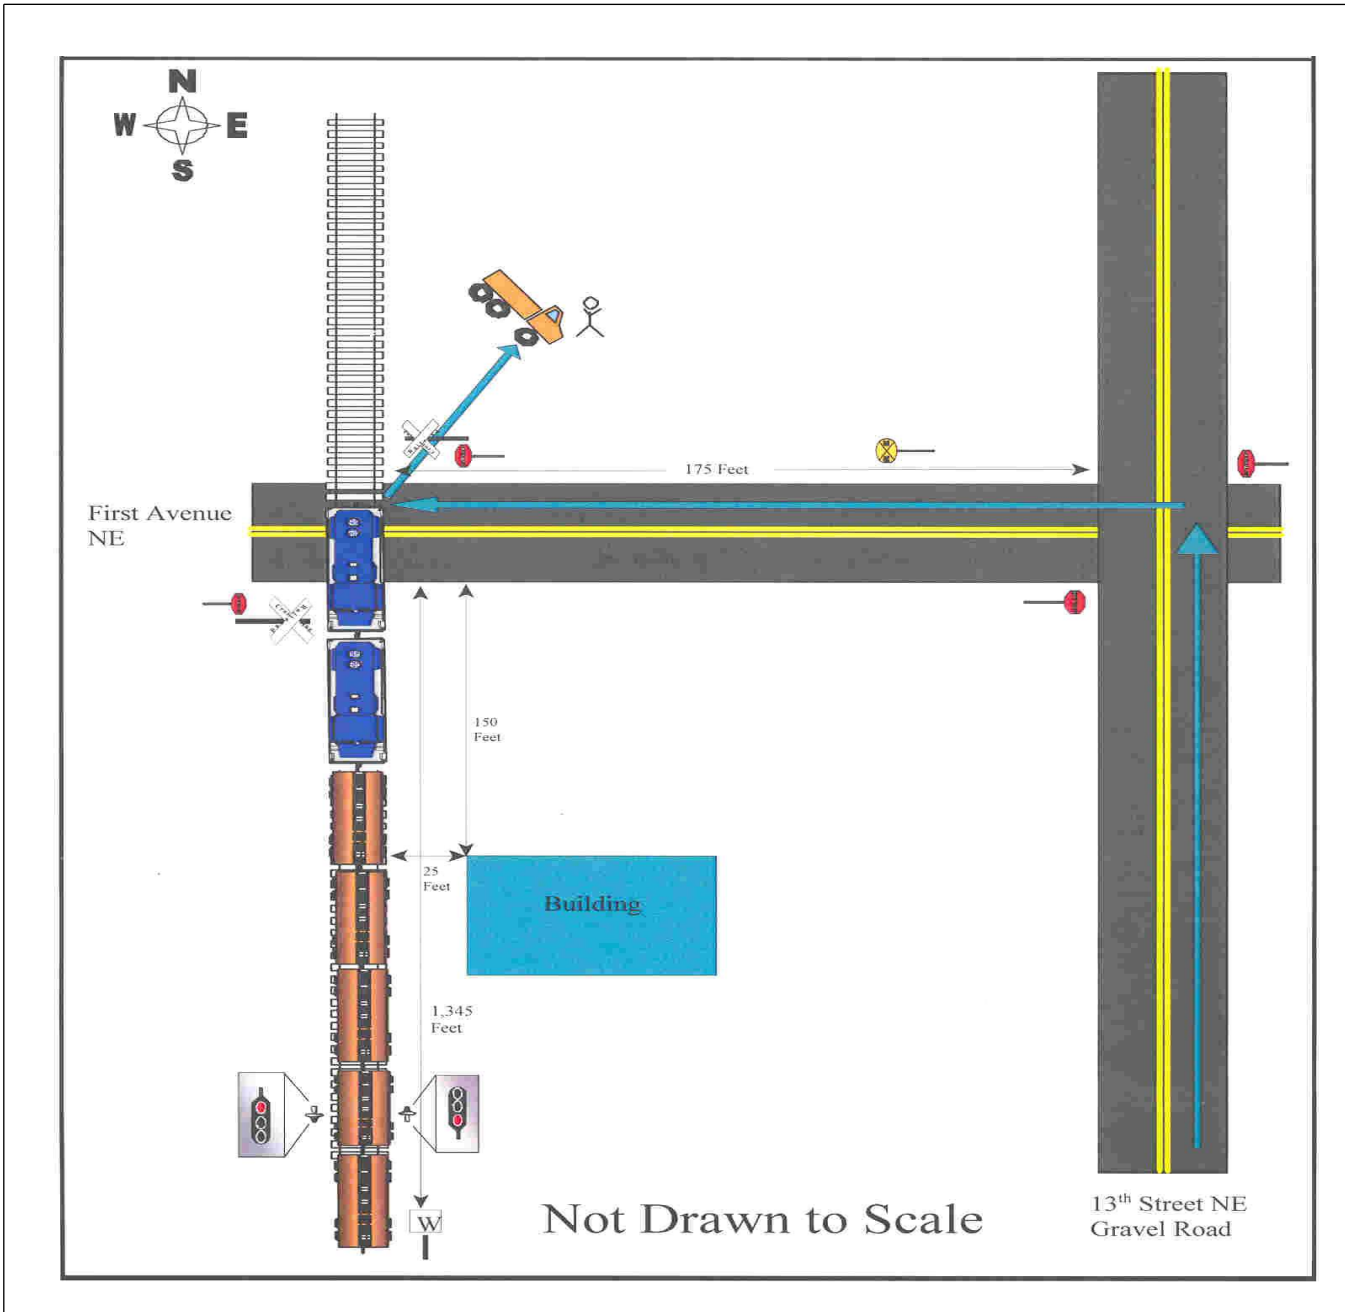 N
W E
S
175 Feet
First Avenue
NE
150
Feet
25
Feet
Building
1,345
Feet
W
Not Drawn to Scale
13th Street NE
Gravel Road